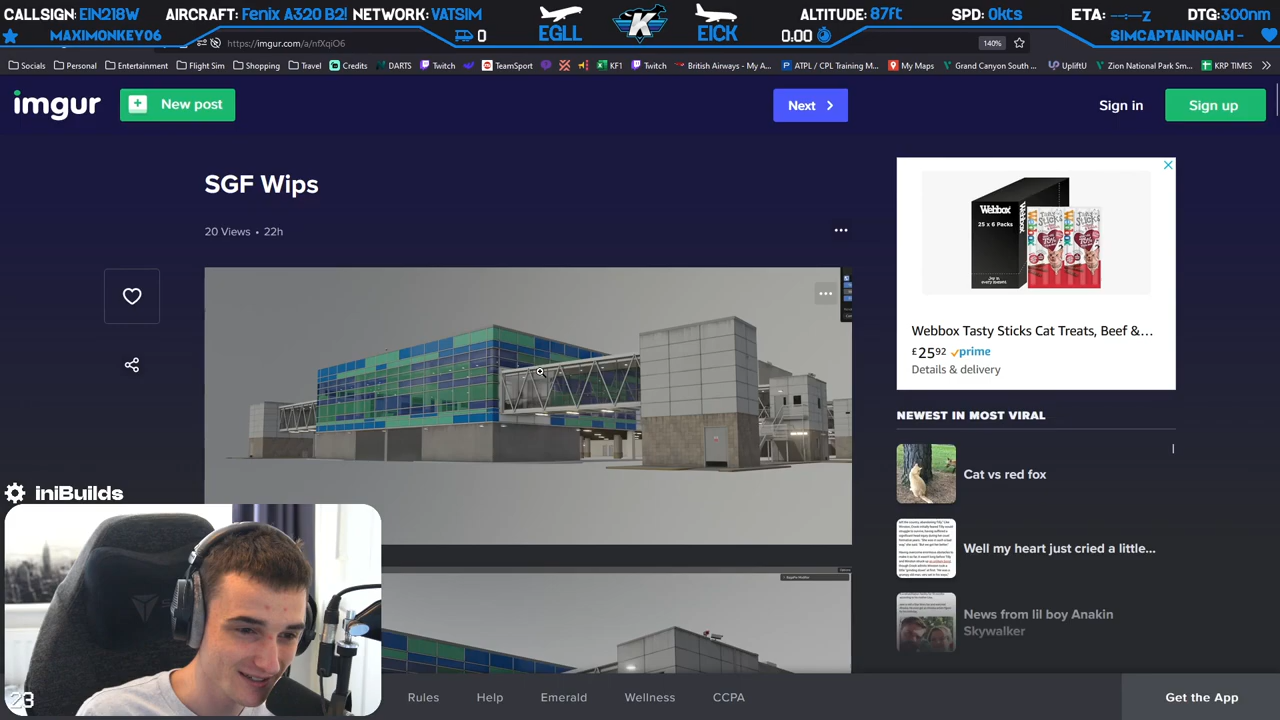 CALLSIGN: EIN218W AIRCRAFT: Fenix A320 B2! NETWORK: VATSIM
MAXIMONKEY06
0
EGLL
K
EICK
0.00
ALTITUDE: 87ft SPD: 0kts ETA: --:--z DTG: 300nm
SIMCAPTAINNOAH -
https://imgur.com/a/nfXqiO6
140%
Socials Personal Entertainment Flight Sim Shopping Travel Credits DARTS Twitch TeamSport KF1 Twitch British Airways - My A... ATPL / CPL Training M... My Maps Grand Canyon South ... UpliftU Zion National Park Sm... KRP TIMES
imgur
New post
Next
Sign in
Sign up
SGF Wips
20 Views • 22h
Webbox
25 x 6 Packs
Webbox Tasty Sticks Cat Treats, Beef &...
£25⁹² prime
Details & delivery
NEWEST IN MOST VIRAL
Cat vs red fox
Well my heart just cried a little...
News from lil boy Anakin
Skywalker
iniBuilds
23
Rules Help Emerald Wellness CCPA
Get the App